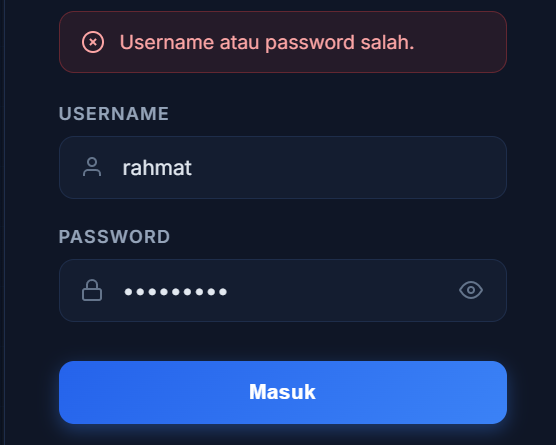 Username atau password salah.
USERNAME
rahmat
PASSWORD
•••••••••
Masuk